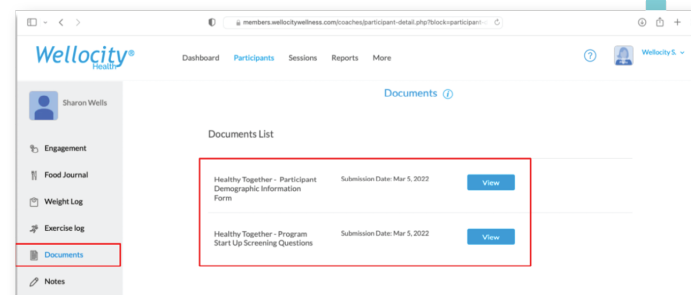 members.wellocitywellness.com/coaches/participant-detail.php?block=participant-
Wellocity®
Health
Dashboard Participants Sessions Reports More
? Wellocity S.
Sharon Wells
Documents i
Documents List
Engagement
Food Journal
Weight Log
Exercise log
Documents
Notes
Healthy Together - Participant
Demographic Information
Form
Submission Date: Mar 5, 2022
View
Healthy Together - Program
Start Up Screening Questions
Submission Date: Mar 5, 2022
View